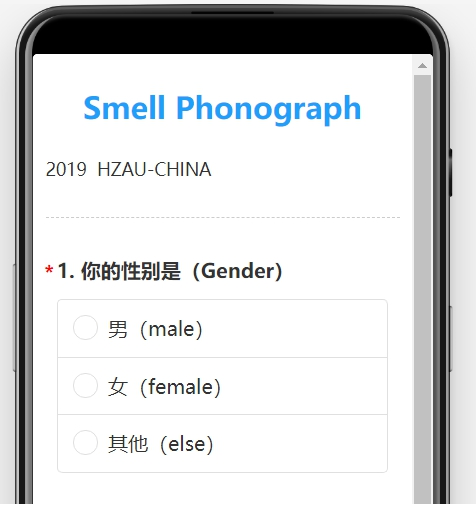 Smell Phonograph
2019 HZAU-CHINA
* 1. 你的性别是（Gender）
男（male）
女（female）
其他（else）